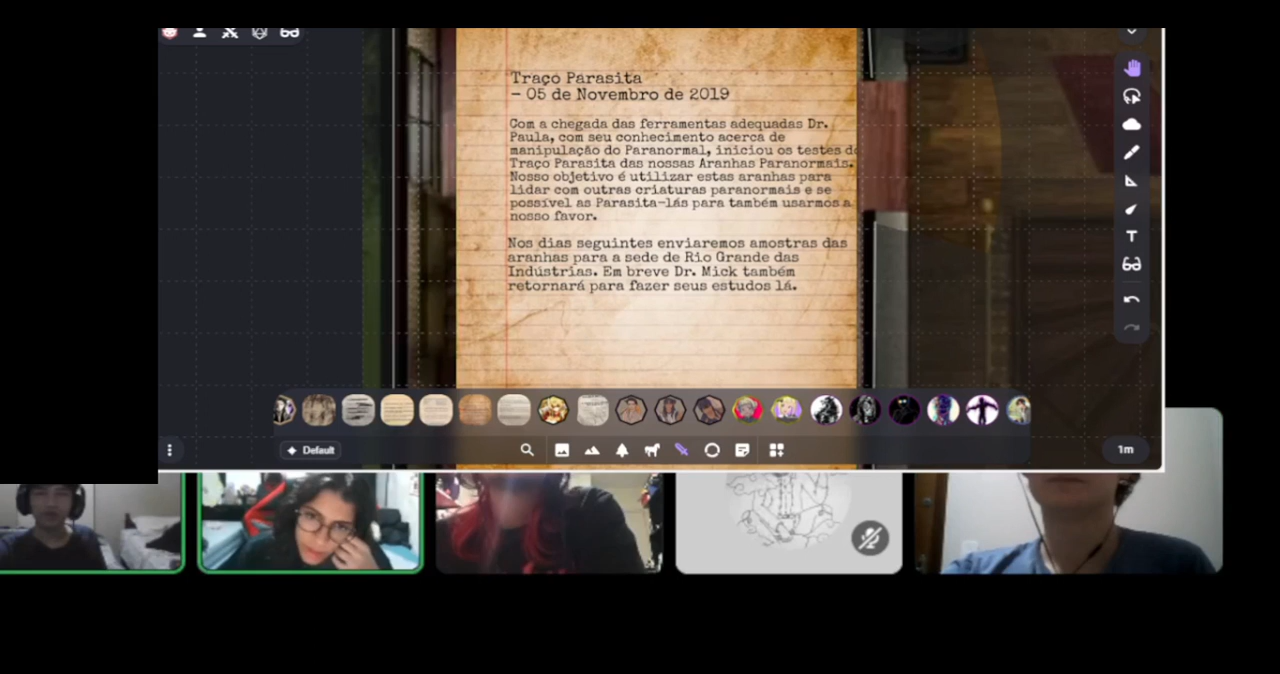 Traço Parasita
- 05 de Novembro de 2019
Com a chegada das ferramentas adequadas Dr.
Paula, com seu conhecimento acerca de
manipulação do Paranormal, iniciou os testes do
Traço Parasita das nossas Aranhas Paranormais.
Nosso objetivo é utilizar estas aranhas para
lidar com outras criaturas paranormais e se
possível as Parasita-lás para também usarmos a
nosso favor.
Nos dias seguintes enviaremos amostras das
aranhas para a sede de Rio Grande das
Indústrias. Em breve Dr. Mick também
retornará para fazer seus estudos lá.
Default
1m